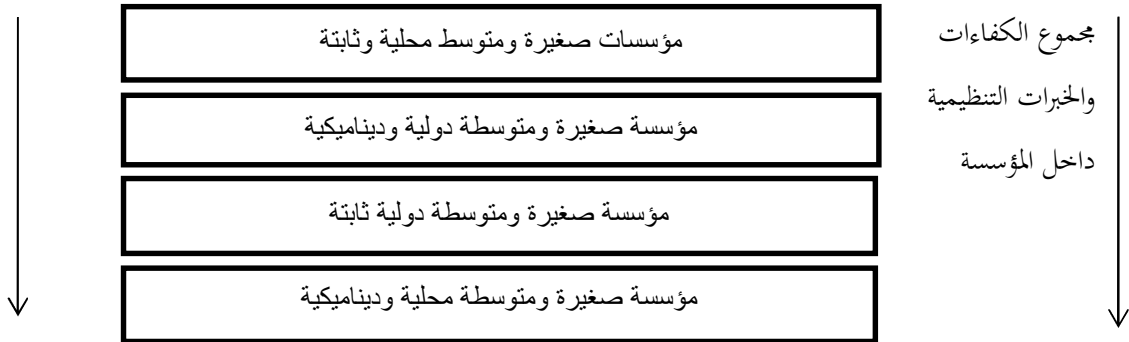 مؤسسات صغيرة ومتوسط محلية وثابتة
مؤسسة صغيرة ومتوسطة دولية وديناميكية
مؤسسة صغيرة ومتوسطة دولية ثابتة
مؤسسة صغيرة ومتوسطة محلية وديناميكية
مجموع الكفاءات
والخبرات التنظيمية
داخل المؤسسة